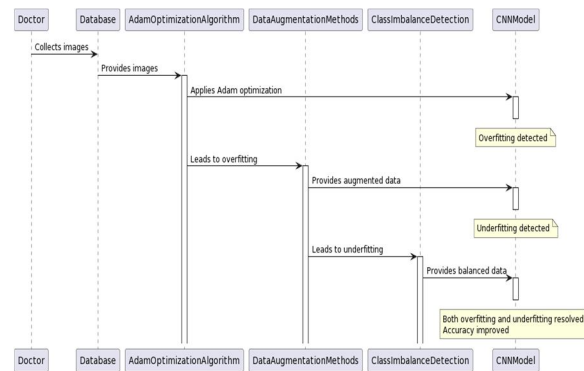 Doctor Database AdamOptimizationAlgorithm DataAugmentationMethods ClassImbalanceDetection CNNModel
Collects images
Provides images
Applies Adam optimization
Overfitting detected
Leads to overfitting
Provides augmented data
Underfitting detected
Leads to underfitting
Provides balanced data
Both overfitting and underfitting resolved
Accuracy improved
Doctor Database AdamOptimizationAlgorithm DataAugmentationMethods ClassImbalanceDetection CNNModel